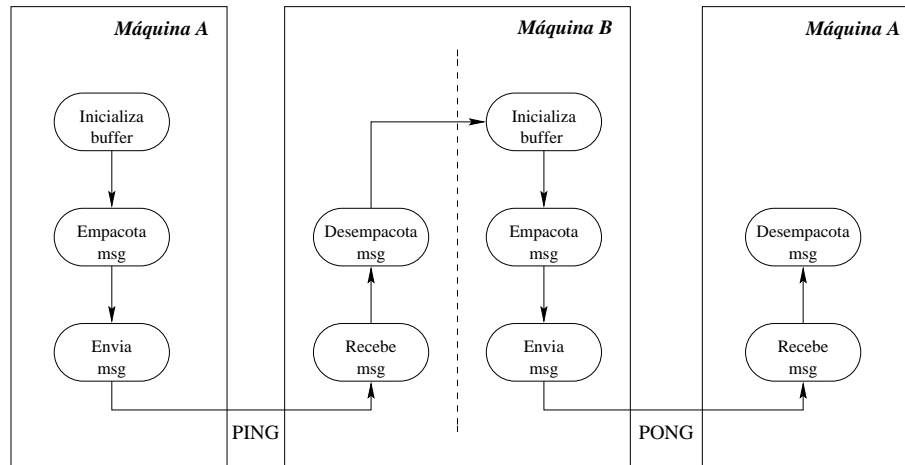 Máquina A
Máquina B
Máquina A
Inicializa
buffer
Empacota
msg
Envia
msg
Desempacota
msg
Recebe
msg
Inicializa
buffer
Empacota
msg
Envia
msg
Desempacota
msg
Recebe
msg
PING
PONG